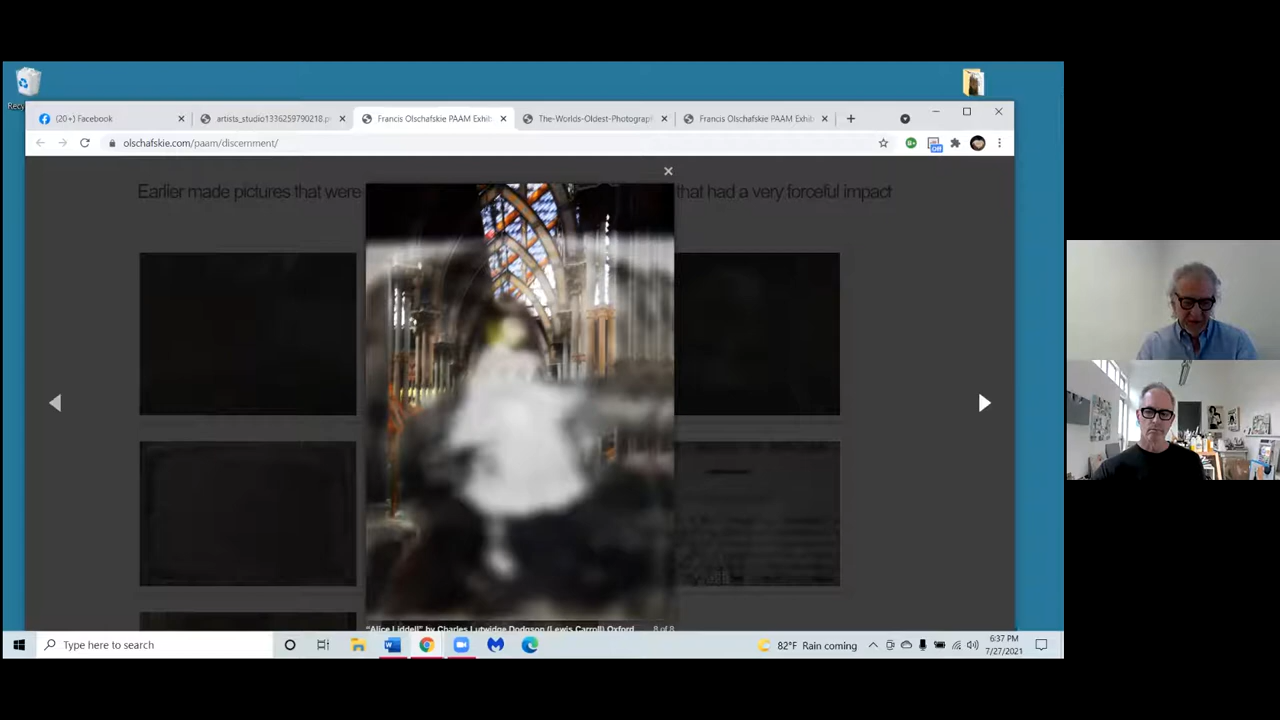 Recy
(20+) Facebook
artists_studio1336259790218.p
Francis Olschafskie PAAM Exhib
The-Worlds-Oldest-Photograph
Francis Olschafskie PAAM Exhib
olschafskie.com/paam/discernment/
Off
Earlier made pictures that were
that had a very forceful impact
"Alice Liddell" by Charles Lutwidge Dodgson (Lewis Carroll) Oxford
8 of 8
Type here to search
82°F Rain coming
6:37 PM
7/27/2021